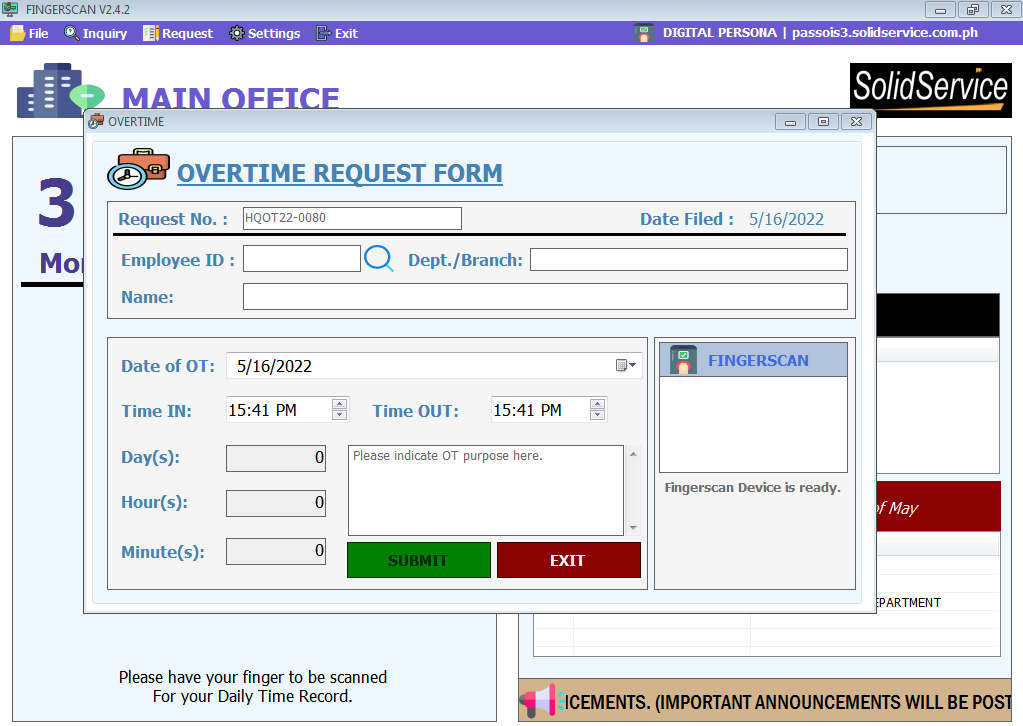 FINGERSCAN V2.4.2
File Inquiry Request Settings Exit DIGITAL PERSONA | passois3.solidservice.com.ph
MAIN OFFICE
SolidService
OVERTIME
OVERTIME REQUEST FORM
3
Request No. : HQOT22-0080 Date Filed : 5/16/2022
Employee ID : Dept./Branch:
Name:
Date of OT: 5/16/2022
FINGERSCAN
Time IN: 15:41 PM Time OUT: 15:41 PM
Day(s): 0
Please indicate OT purpose here.
Fingerscan Device is ready.
Hour(s): 0
of May
Minute(s): 0
SUBMIT EXIT
Please have your finger to be scanned
For your Daily Time Record.
(IMPORTANT ANNOUNCEMENTS WILL BE